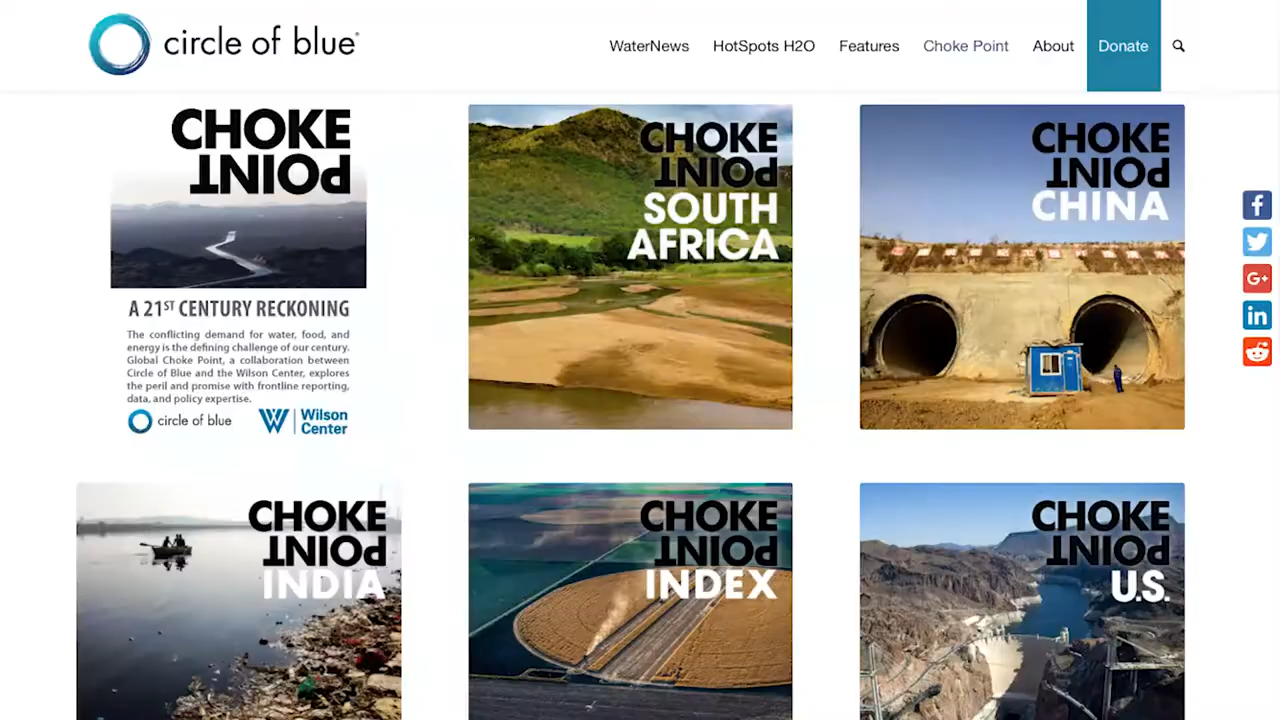 circle of blue®
WaterNews HotSpots H2O Features Choke Point About Donate
CHOKE
POINT
A 21ST CENTURY RECKONING
The conflicting demand for water, food, and
energy is the defining challenge of our century.
Global Choke Point, a collaboration between
Circle of Blue and the Wilson Center, explores
the peril and promise with frontline reporting,
data, and policy expertise.
circle of blue
Wilson
Center
CHOKE
POINT
SOUTH
AFRICA
CHOKE
POINT
CHINA
CHOKE
POINT
INDIA
CHOKE
POINT
INDEX
CHOKE
POINT
U.S.
G+
in